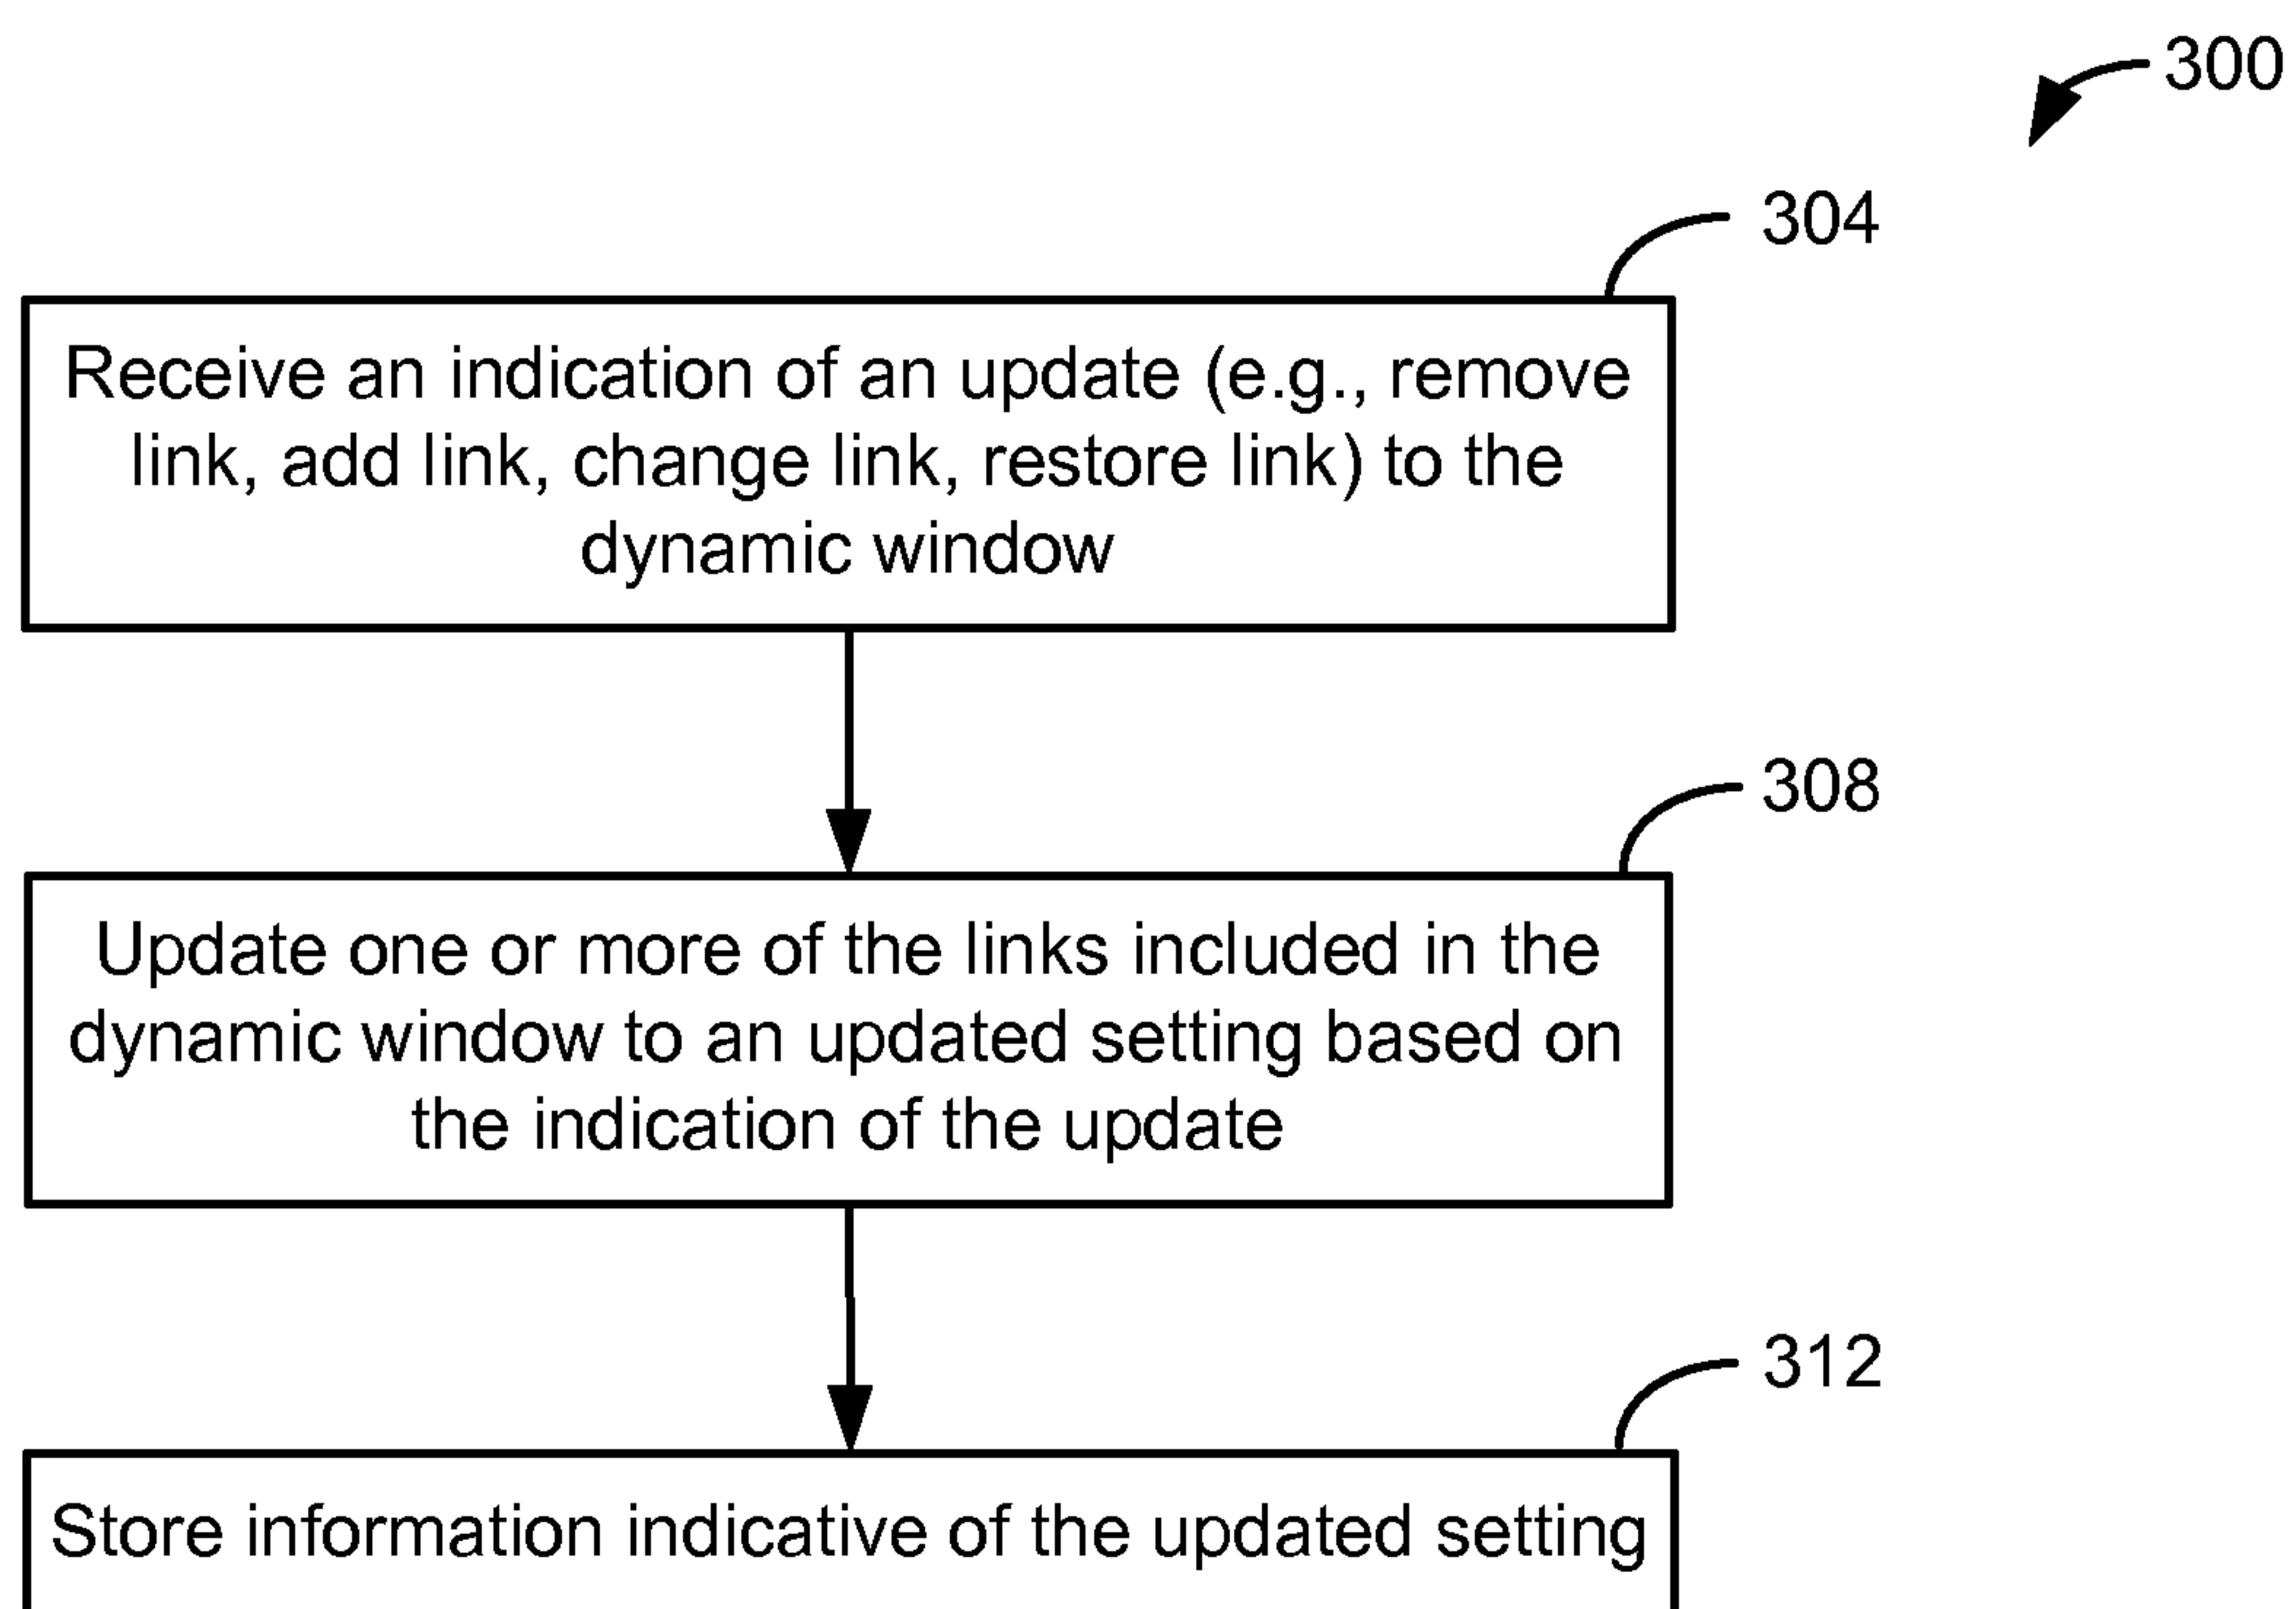 300
304
Receive an indication of an update (e.g., remove
link, add link, change link, restore link) to the
dynamic window
308
Update one or more of the links included in the
dynamic window to an updated setting based on
the indication of the update
312
Store information indicative of the updated setting